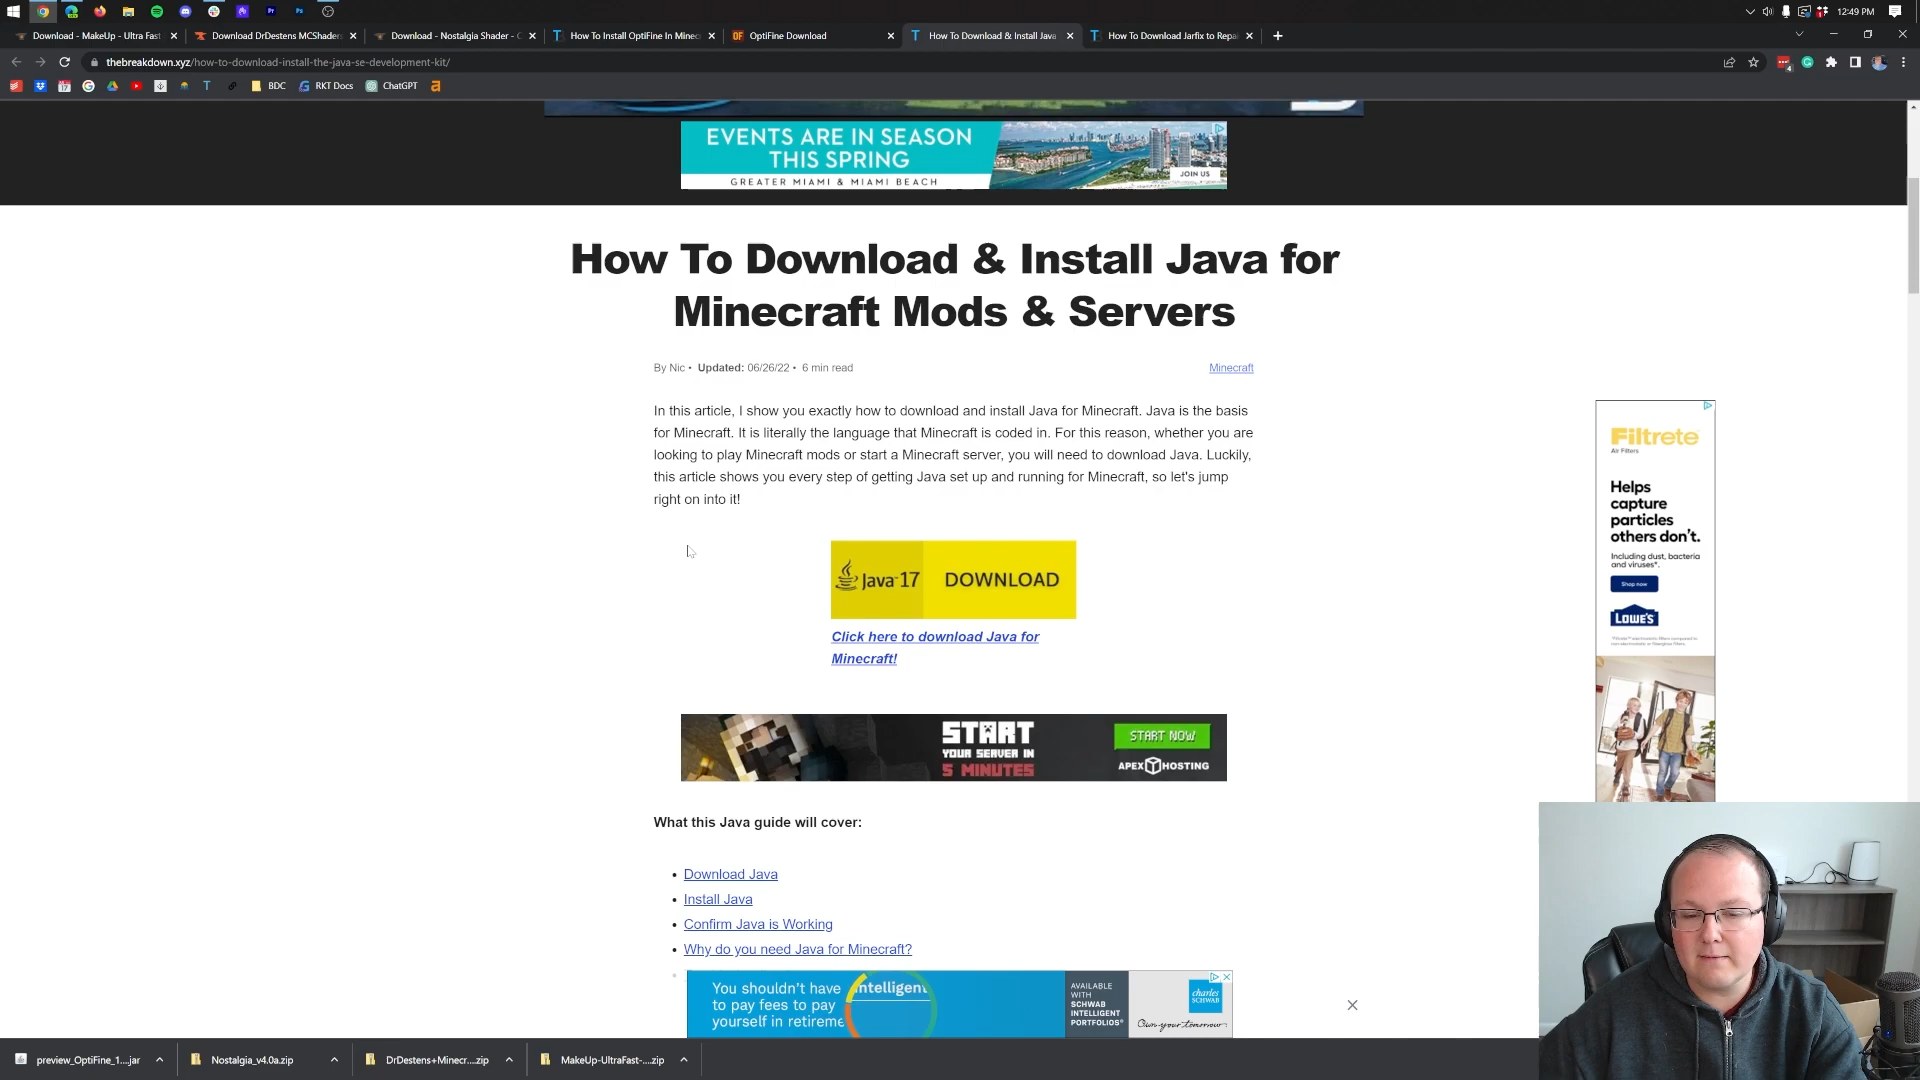 12:49 PM
Download - MakeUp - Ultra Fast
Download DrDestens MCShaders
Download - Nostalgia Shader - C
How To Install OptiFine In Minec
OptiFine Download
How To Download & Install Java
How To Download Jarfix to Repai
thebreakdown.xyz/how-to-download-install-the-java-se-development-kit/
BDC
RKT Docs
ChatGPT
EVENTS ARE IN SEASON
THIS SPRING
GREATER MIAMI & MIAMI BEACH
JOIN US
How To Download & Install Java for
Minecraft Mods & Servers
By Nic • Updated: 06/26/22 • 6 min read
Minecraft
In this article, I show you exactly how to download and install Java for Minecraft. Java is the basis
for Minecraft. It is literally the language that Minecraft is coded in. For this reason, whether you are
looking to play Minecraft mods or start a Minecraft server, you will need to download Java. Luckily,
this article shows you every step of getting Java set up and running for Minecraft, so let's jump
right on into it!
Java 17 DOWNLOAD
Click here to download Java for
Minecraft!
Filtrete
Air Filters
Helps
capture
particles
others don't.
Including dust, bacteria
and viruses*.
Shop now
LOWE'S
START
YOUR SERVER IN
5 MINUTES
START NOW
APEX HOSTING
What this Java guide will cover:
• Download Java
• Install Java
• Confirm Java is Working
• Why do you need Java for Minecraft?
You shouldn't have
to pay fees to pay
yourself in retireme
intelligent
AVAILABLE
WITH
SCHWAB
INTELLIGENT
PORTFOLIOS®
charles
SCHWAB
Own your tomorrow
preview_OptiFine_1....jar
Nostalgia_v4.0a.zip
DrDestens+Minecr....zip
MakeUp-UltraFast-....zip